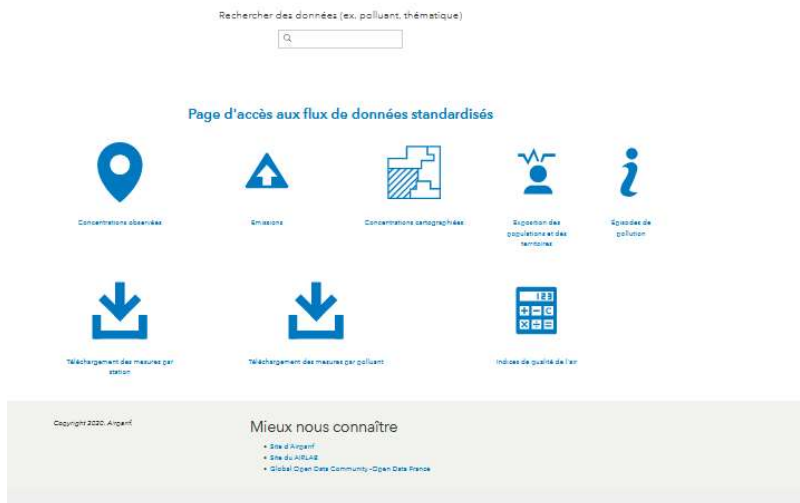 Rechercher des données (ex. polluant, thématique)
Page d'accès aux flux de données standardisés
Concentrations observées
Emissions
Concentrations cartographiées
Exposition des
populations et des
territoires
Episodes de
pollution
123
Téléchargement des mesures par
station
Téléchargement des mesures par polluant
Indices de qualité de l'air
Copyright 2020. Airparif.
Mieux nous connaître
Site d'Airparif
Site du AIRLAB
Global Open Data Community -Open Data France